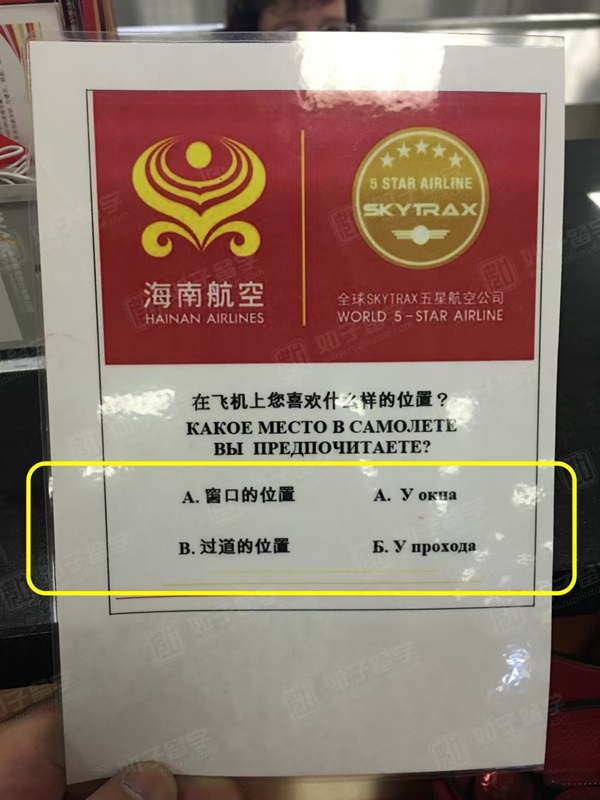 海南航空
HAINAN AIRLINES
5 STAR AIRLINE
SKYTRAX
全球SKYTRAX五星航空公司
WORLD 5-STAR AIRLINE
在飞机上您喜欢什么样的位置？
КАКОЕ МЕСТО В САМОЛЕТЕ
ВЫ ПРЕДПОЧИТАЕТЕ?
А. 窗口的位置 А. У окна
В. 过道的位置 Б. У прохода